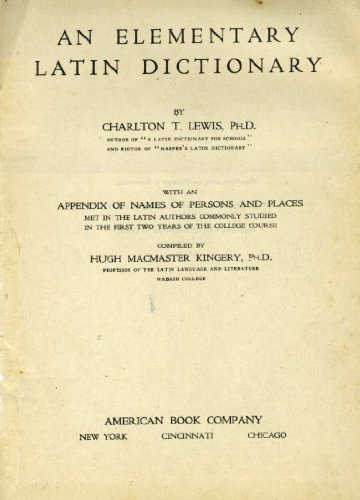 AN ELEMENTARY
LATIN DICTIONARY
BY
CHARLTON T. LEWIS, PH.D.
AUTHOR OF "A LATIN DICTIONARY FOR SCHOOLS"
AND EDITOR OF "HARPER'S LATIN DICTIONARY"
WITH AN
APPENDIX OF NAMES OF PERSONS AND PLACES
MET IN THE LATIN AUTHORS COMMONLY STUDIED
IN THE FIRST TWO YEARS OF THE COLLEGE COURSE
COMPILED BY
HUGH MACMASTER KINGERY, PH.D.
PROFESSOR OF THE LATIN LANGUAGE AND LITERATURE
WABASH COLLEGE
AMERICAN BOOK COMPANY
NEW YORK CINCINNATI CHICAGO